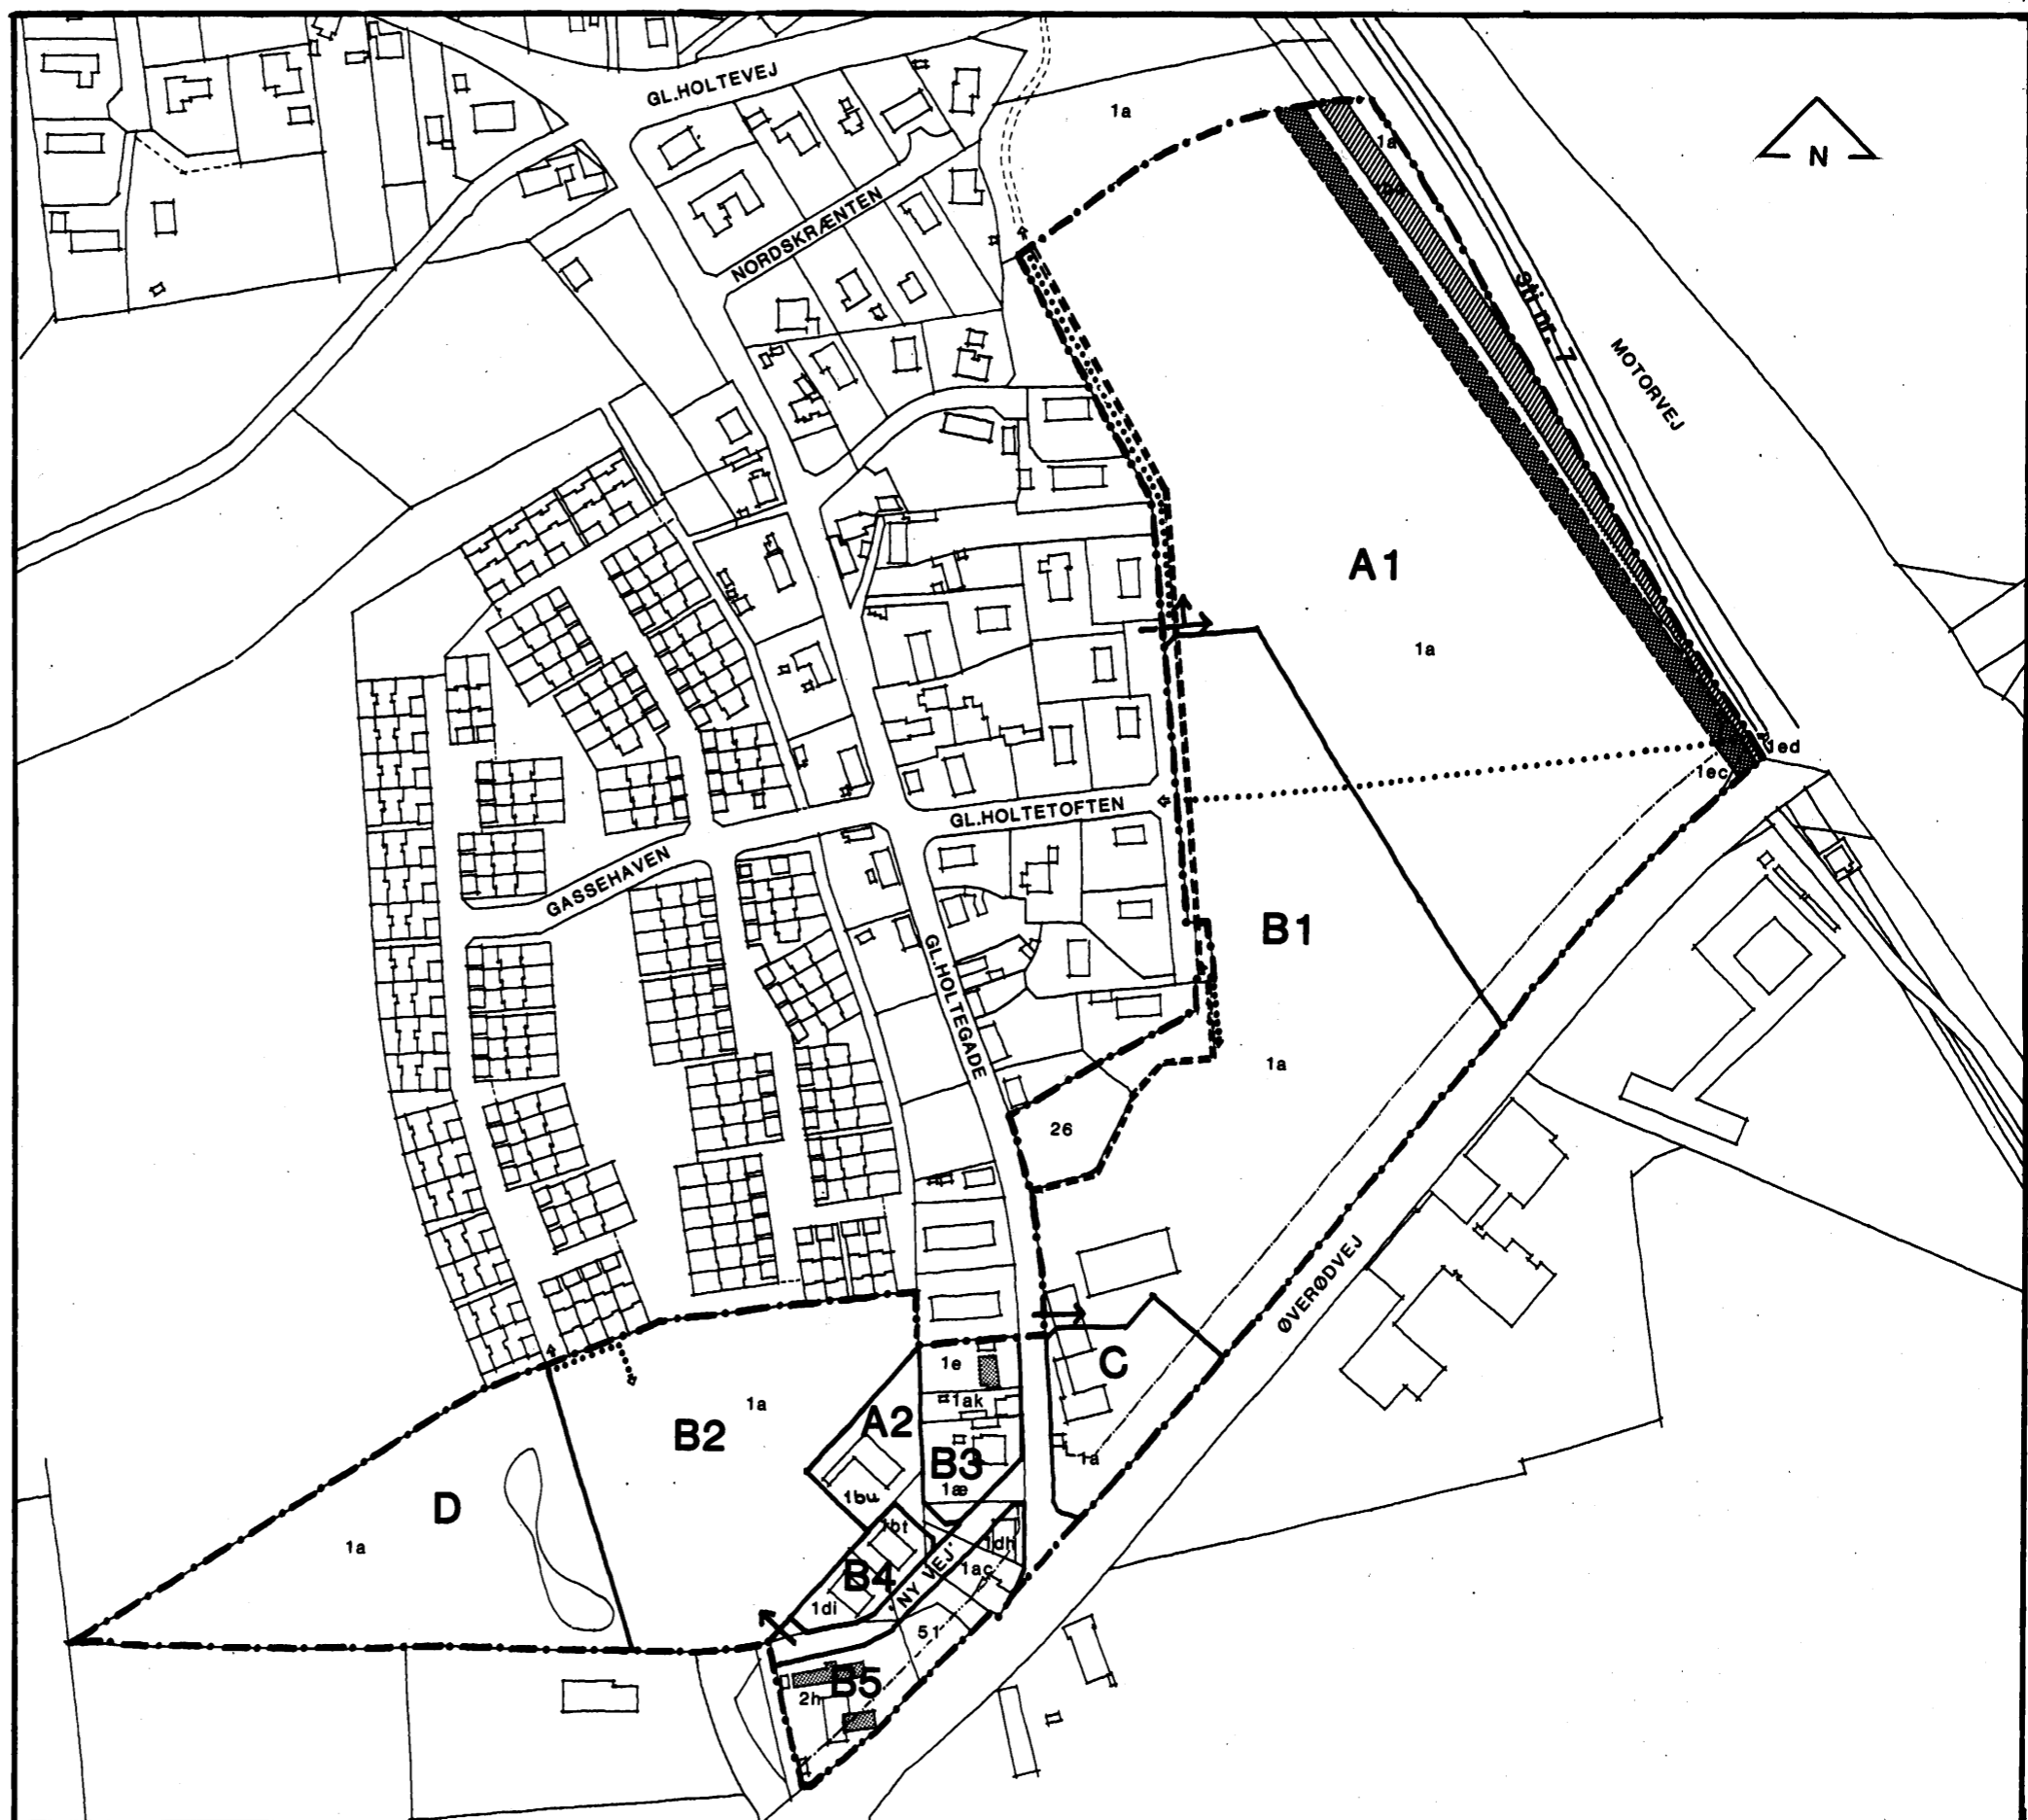 GL.HOLTEVEJ
1a
1a
N
NORDSKRÆNTEN
sti nr. 7
MOTORVEJ
A1
1a
1ed
1ec
GL.HOLTETOFTEN
GASSEHAVEN
B1
GL.HOLTEGADE
1a
26
ØVERØDVEJ
1e
C
1a
1ak
A2
B2
B3
1a
1bu
1æ
D
1bt
1dh
1a
B4
NY VEJ
1ac
1di
51
B5
2h